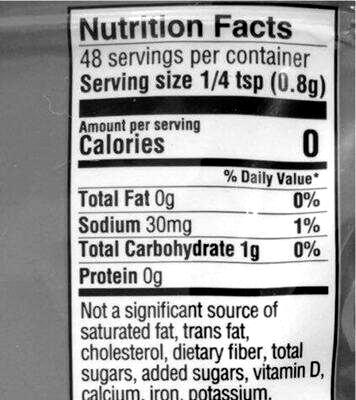 Nutrition Facts
48 servings per container
Serving size 1/4 tsp (0.8g)
Amount per serving
Calories 0
% Daily Value*
Total Fat 0g 0%
Sodium 30mg 1%
Total Carbohydrate 1g 0%
Protein 0g
Not a significant source of
saturated fat, trans fat,
cholesterol, dietary fiber, total
sugars, added sugars, vitamin D,
calcium, iron, potassium.